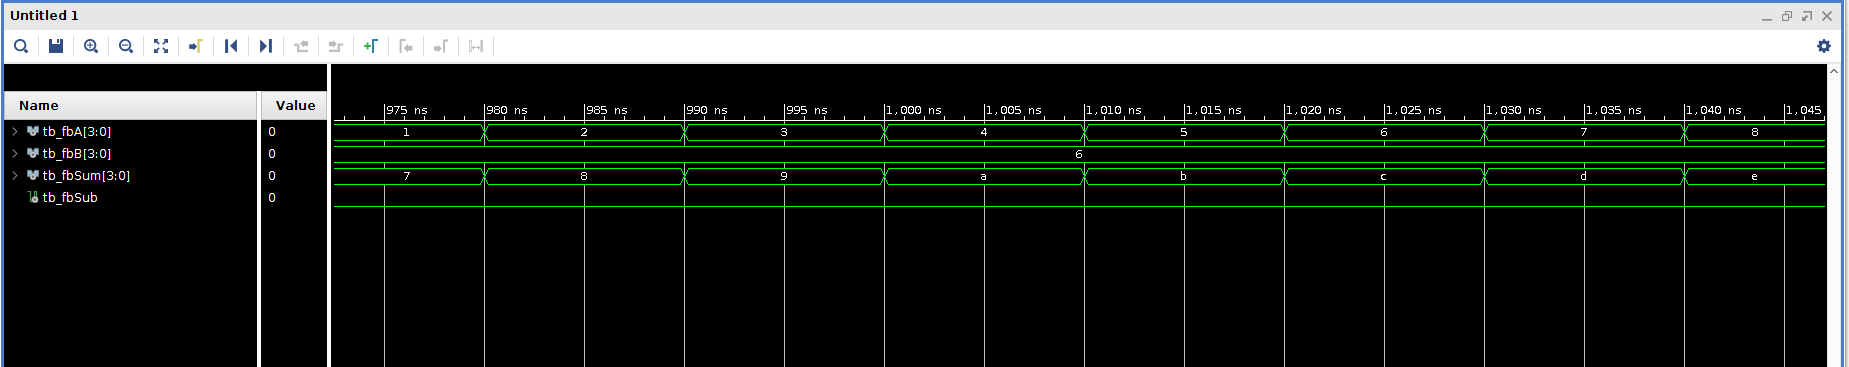 Untitled 1
Name Value 975 ns 980 ns 985 ns 990 ns 995 ns 1,000 ns 1,005 ns 1,010 ns 1,015 ns 1,020 ns 1,025 ns 1,030 ns 1,035 ns 1,040 ns 1,045
tb_fbA[3:0] 0 1 2 3 4 5 6 7 8
tb_fbB[3:0] 0 6
tb_fbSum[3:0] 0 7 8 9 a b c d e
tb_fbSub 0